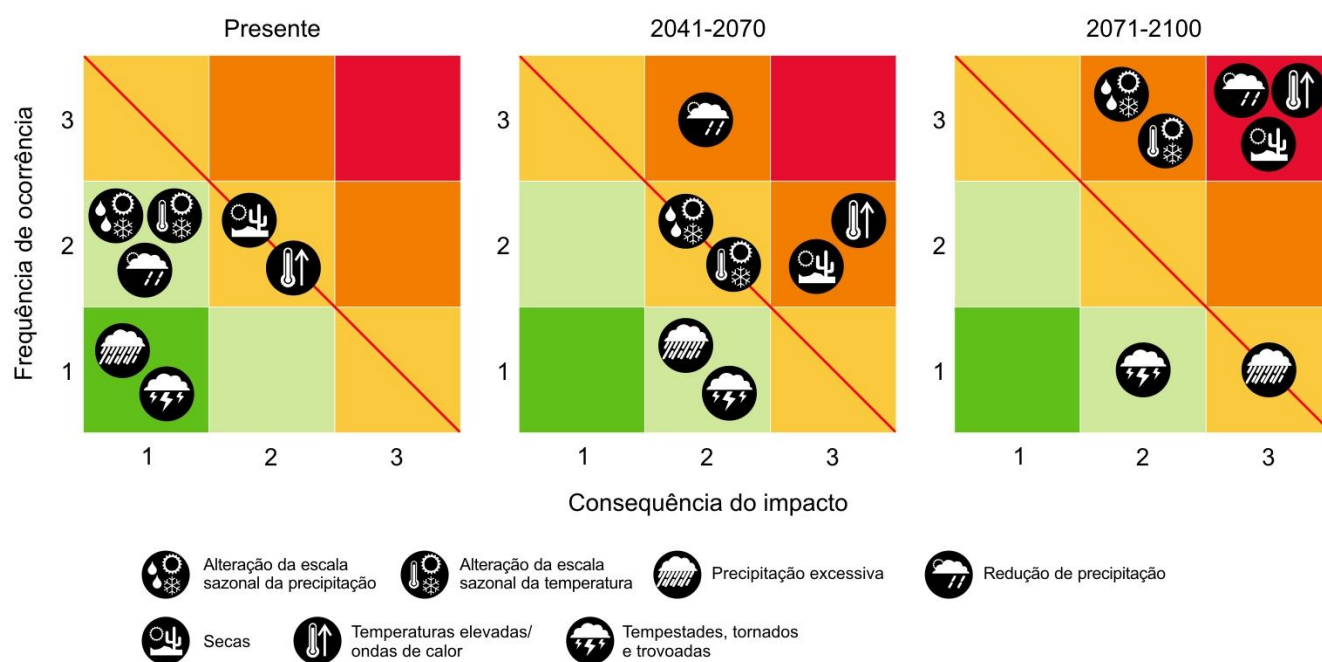 Presente
2041-2070
2071-2100
Frequência de ocorrência
3
2
1
1
2
3
3
2
1
1
2
3
3
2
1
1
2
3
Consequência do impacto
Alteração da escala
sazonal da precipitação
Alteração da escala
sazonal da temperatura
Precipitação excessiva
Redução de precipitação
Secas
Temperaturas elevadas/
ondas de calor
Tempestades, tornados
e trovoadas